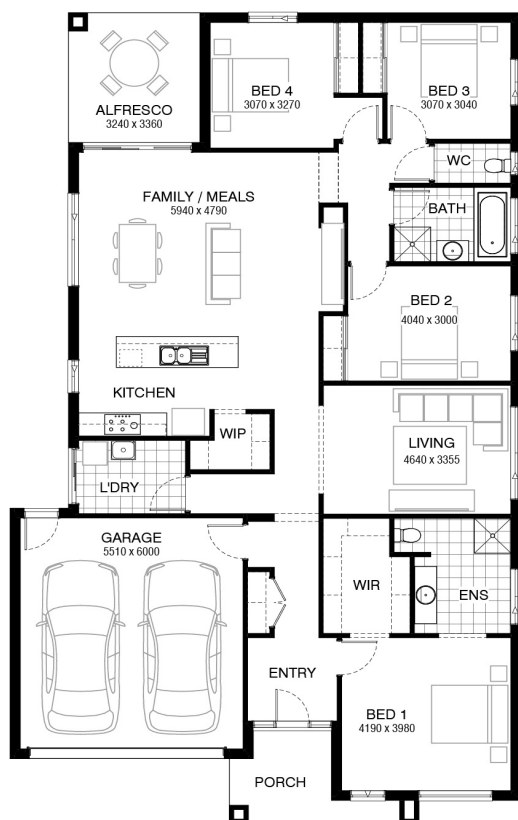 BED 4
3070 x 3270
BED 3
3070 x 3040
ALFRESCO
3240 x 3360
WC
FAMILY / MEALS
5940 x 4790
BATH
BED 2
4040 x 3000
KITCHEN
WIP
LIVING
4640 x 3355
L'DRY
GARAGE
5510 x 6000
WIR
ENS
ENTRY
BED 1
4190 x 3980
PORCH